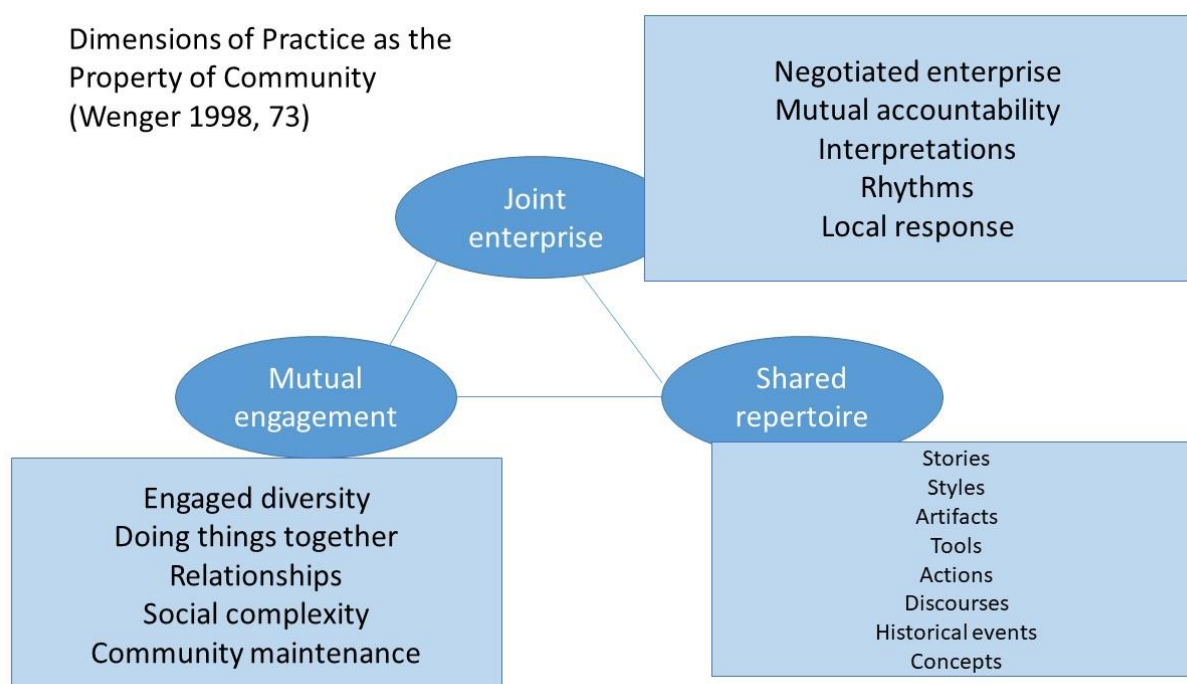 Dimensions of Practice as the
Property of Community
(Wenger 1998, 73)
Negotiated enterprise
Mutual accountability
Interpretations
Rhythms
Local response
Joint
enterprise
Mutual
engagement
Shared
repertoire
Engaged diversity
Doing things together
Relationships
Social complexity
Community maintenance
Stories
Styles
Artifacts
Tools
Actions
Discourses
Historical events
Concepts